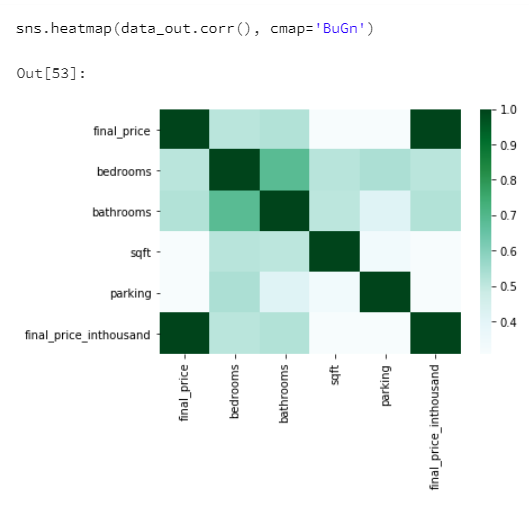 sns.heatmap(data_out.corr(), cmap='BuGn')
Out[53]:
final_price
bedrooms
bathrooms
sqft
parking
final_price_inthousand
final_price
bedrooms
bathrooms
sqft
parking
final_price_inthousand
1.0
0.9
0.8
0.7
0.6
0.5
0.4